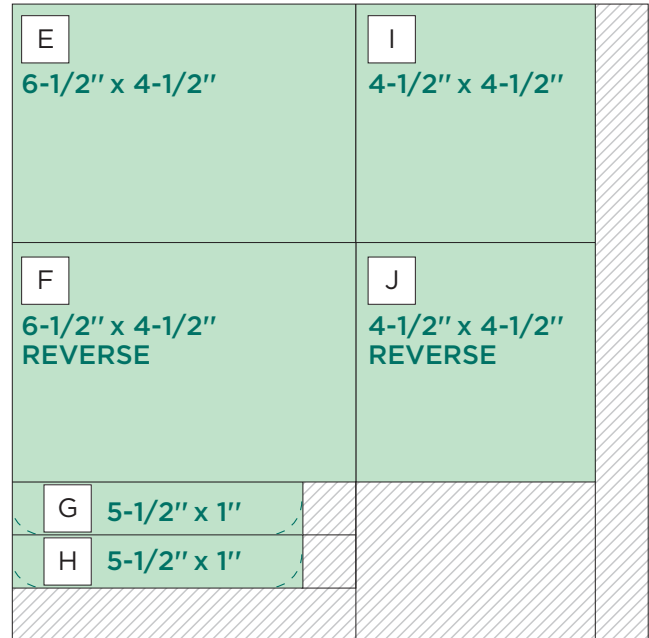 E
6-1/2" x 4-1/2"
I
4-1/2" x 4-1/2"
F
6-1/2" x 4-1/2"
REVERSE
J
4-1/2" x 4-1/2"
REVERSE
G 5-1/2" x 1"
H 5-1/2" x 1"